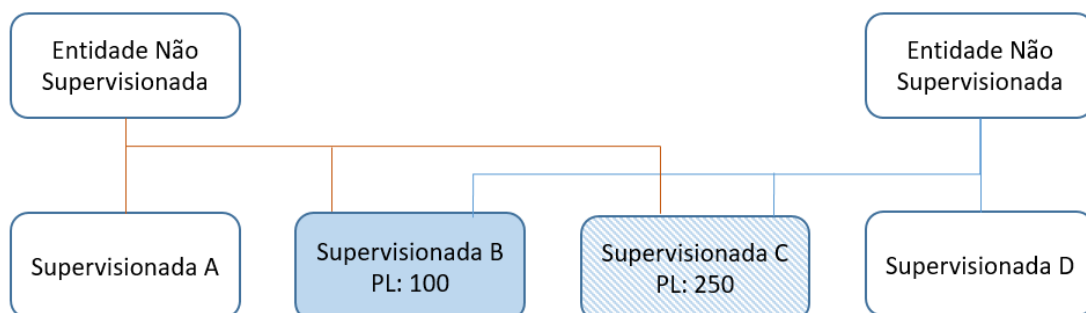 Entidade Não
Supervisionada
Entidade Não
Supervisionada
Supervisionada A
Supervisionada B
PL: 100
Supervisionada C
PL: 250
Supervisionada D